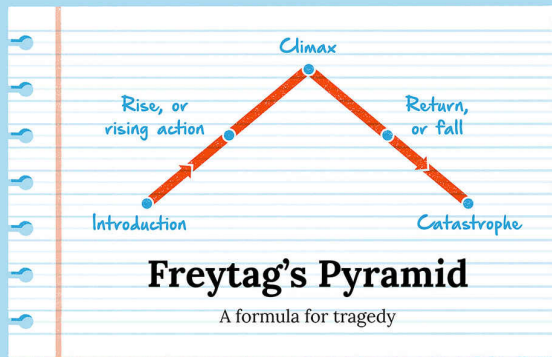 Climax
Rise, or
rising action
Return,
or fall
Introduction
Catastrophe
Freytag's Pyramid
A formula for tragedy